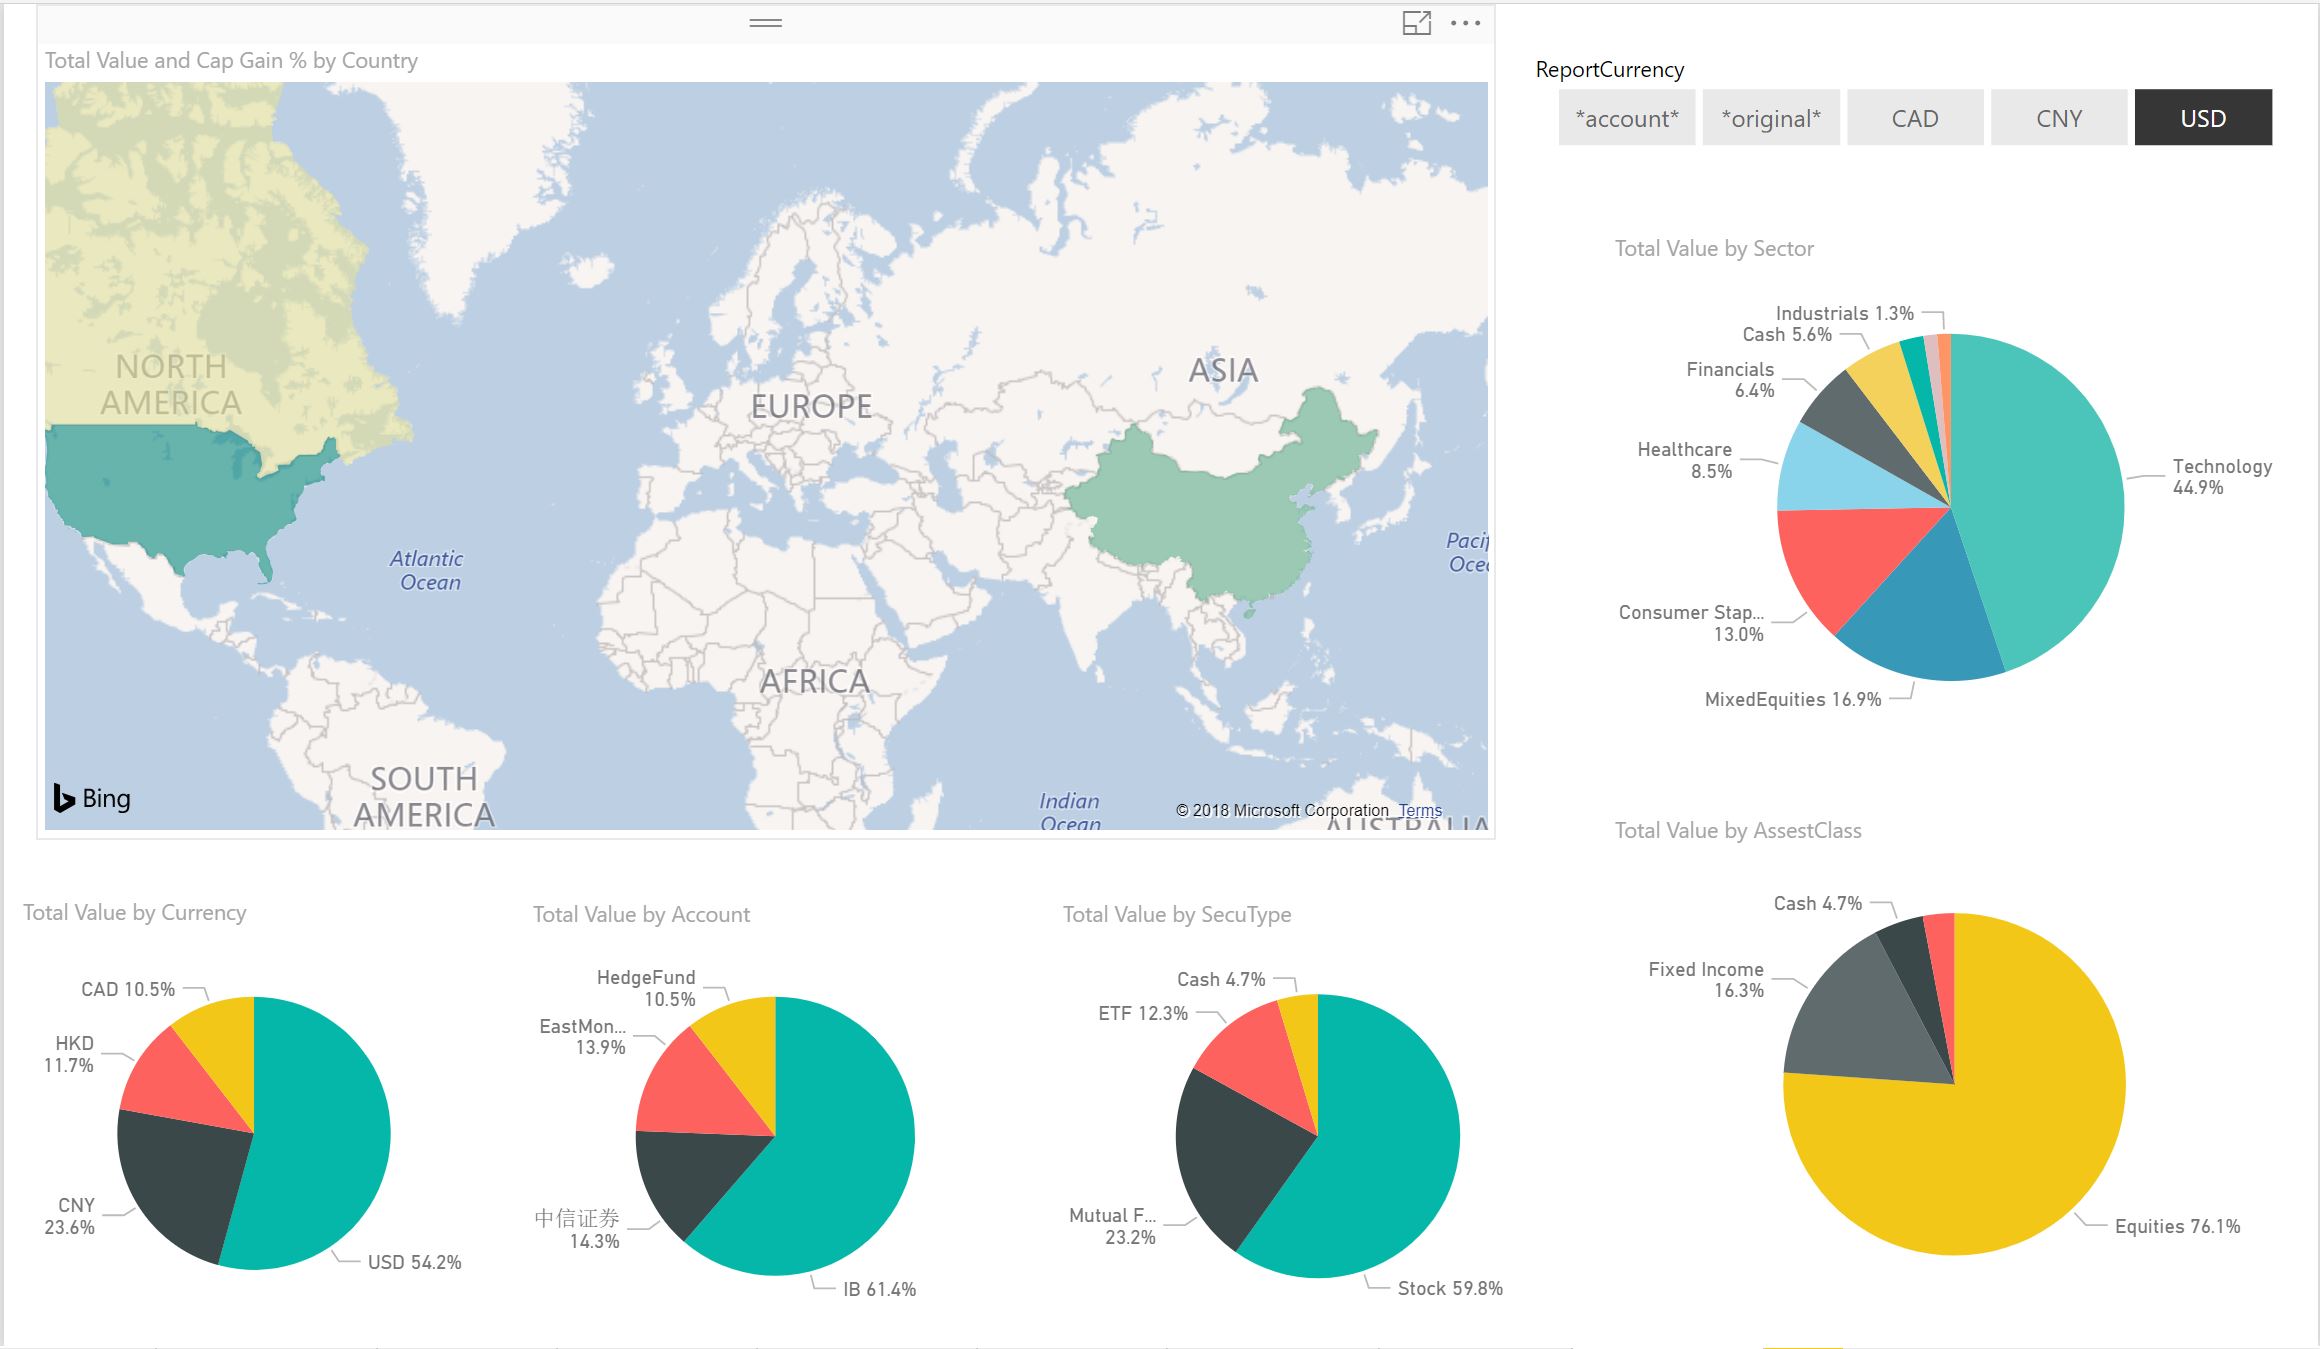 Total Value and Cap Gain % by Country
NORTH
AMERICA
EUROPE
ASIA
Atlantic
Ocean
AFRICA
SOUTH
AMERICA
Indian
Ocean
Pacif
Oce
AUSTRALIA
Bing
© 2018 Microsoft Corporation Terms
ReportCurrency
*account*
*original*
CAD
CNY
USD
Total Value by Sector
Industrials 1.3%
Cash 5.6%
Financials
6.4%
Healthcare
8.5%
Consumer Stap...
13.0%
MixedEquities 16.9%
Technology
44.9%
Total Value by AssestClass
Cash 4.7%
Fixed Income
16.3%
Equities 76.1%
Total Value by Currency
CAD 10.5%
HKD
11.7%
CNY
23.6%
USD 54.2%
Total Value by Account
HedgeFund
10.5%
EastMon...
13.9%
中信证券
14.3%
IB 61.4%
Total Value by SecuType
Cash 4.7%
ETF 12.3%
Mutual F...
23.2%
Stock 59.8%